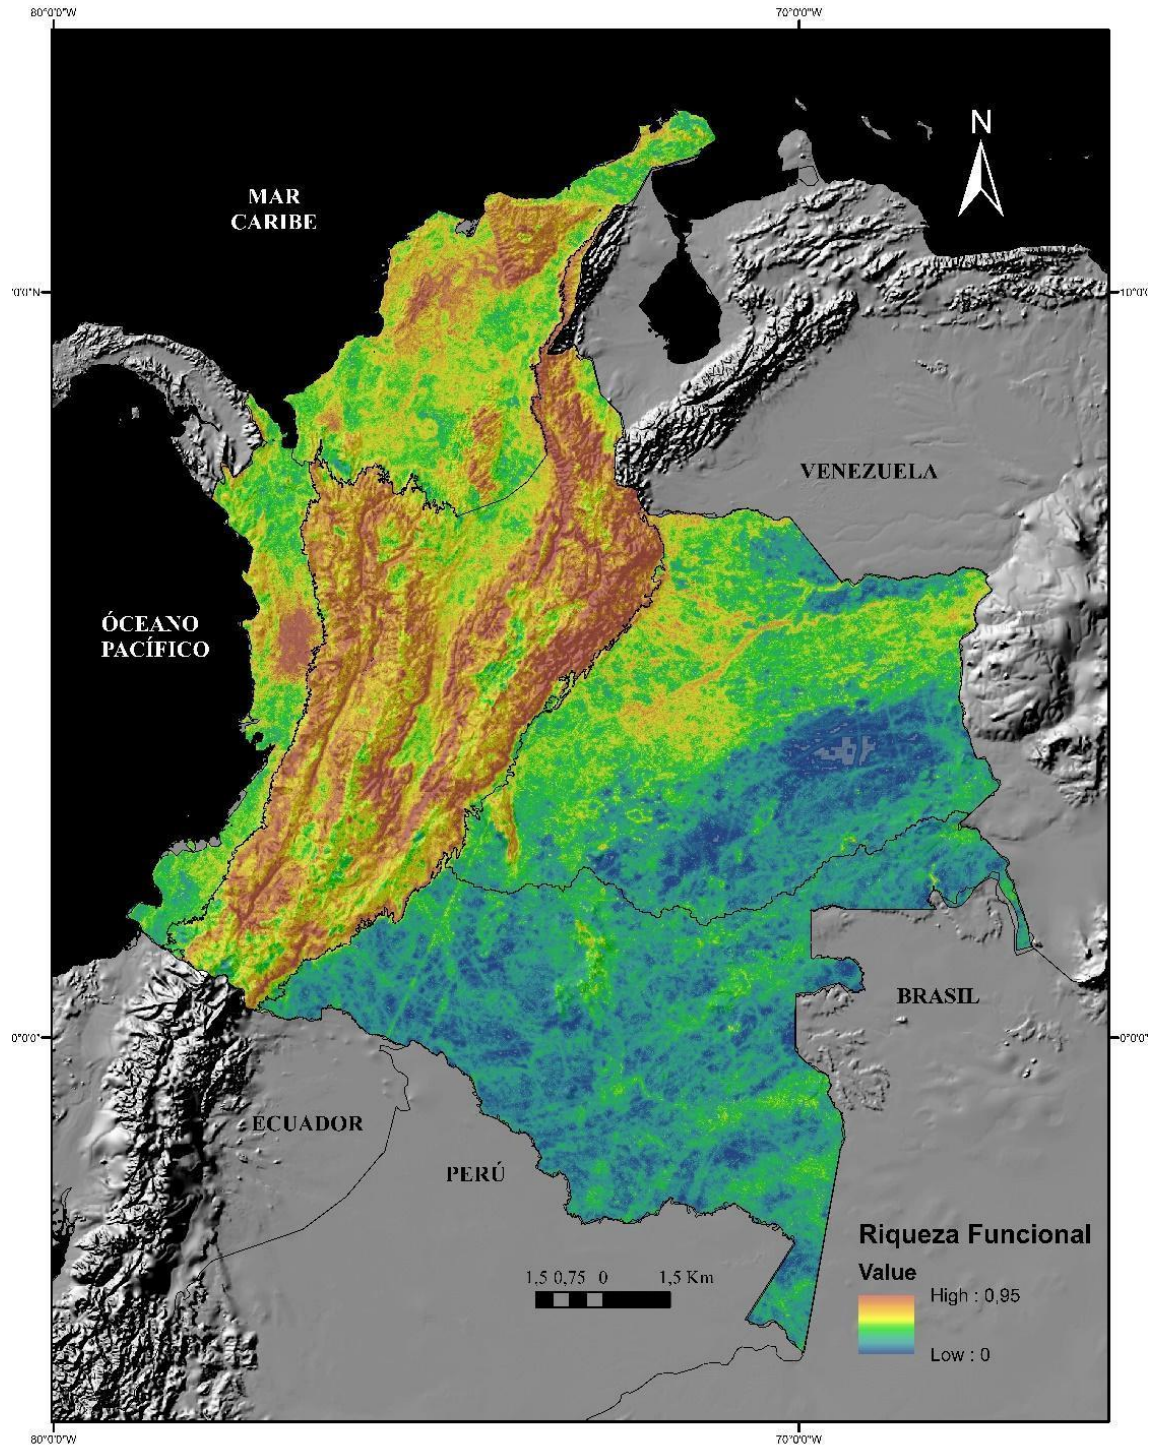 80°0'0"W 70°0'0"W
N
MAR
CARIBE
'0'0"N 10°0'0
VENEZUELA
ÓCEANO
PACÍFICO
BRASIL
0°0'0" 0°0'0"
ECUADOR
PERÚ
Riqueza Funcional
Value
High : 0,95
Low : 0
1,5 0,75 0 1,5 Km
80°0'0"W 70°0'0"W